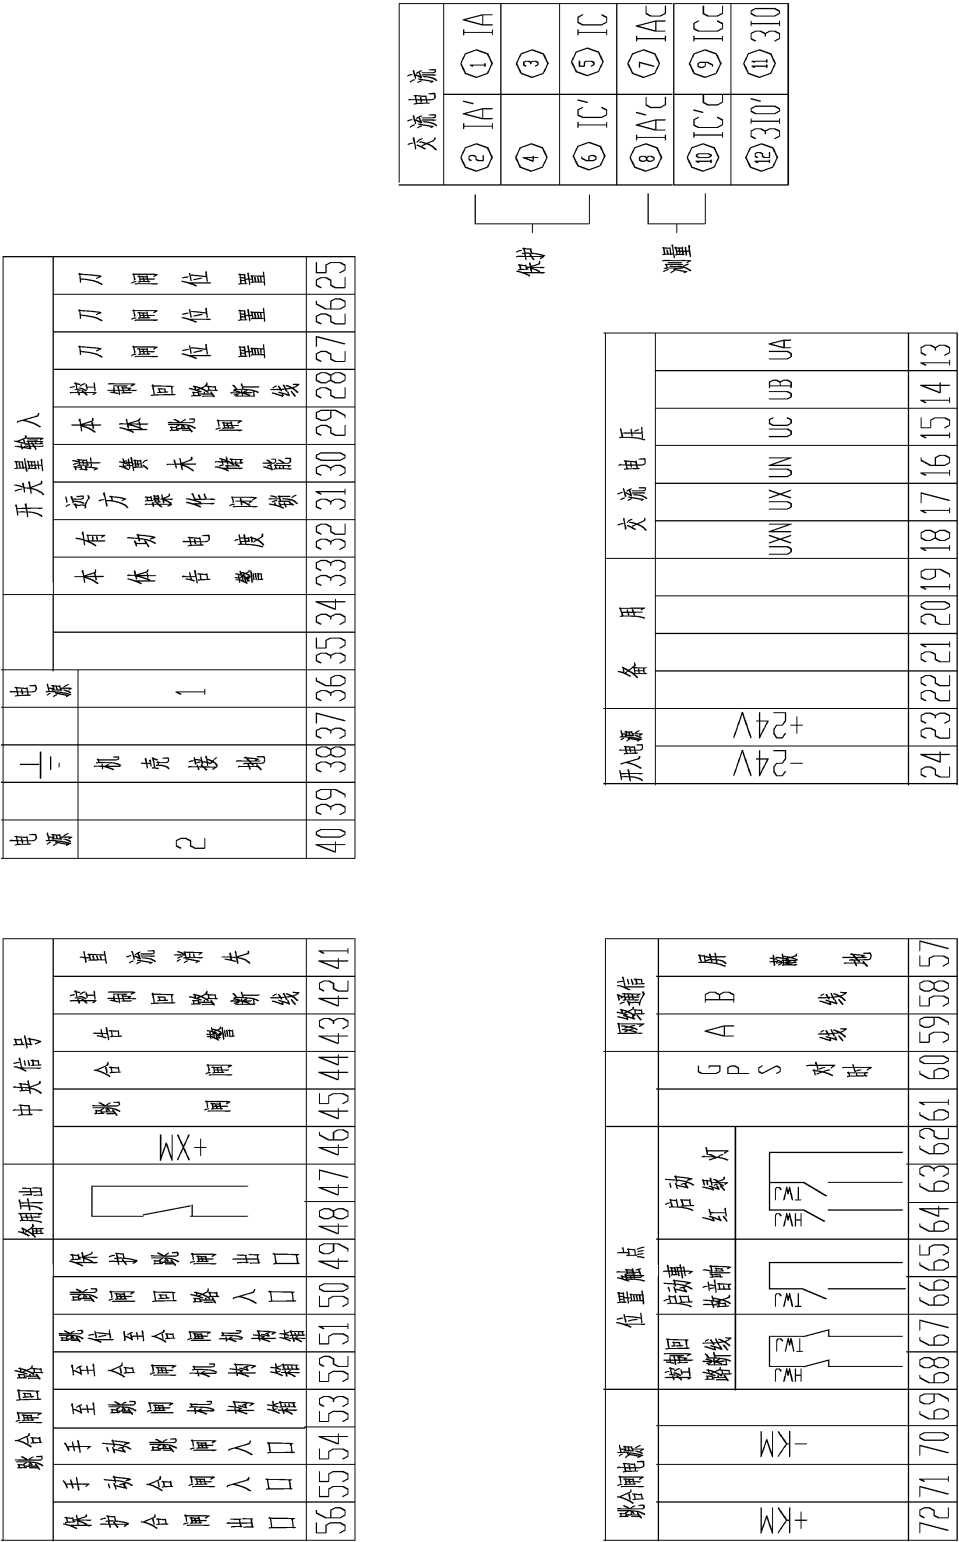 交流电流
② IA' ① IA
④ ③
⑥ IC' ⑤ IC
⑧ IA'c ⑦ IAc
⑩ IC'c ⑨ ICc
⑫ 3I0' ⑪ 3I0
保护
测量
开关量输入
刀闸位置 25
刀闸位置 26
刀闸位置 27
控制回路断线 28
本体跳闸 29
弹簧未储能 30
远方操作闭锁 31
有功电度 32
本体告警 33
34
35
电源 1 36
37
机壳接地 38
39
电源 2 40
交流电压
UA 13
UB 14
UC 15
UN 16
UX 17
UXN 18
备用
19
20
21
22
开入电源
+24V 23
-24V 24
中央信号
直流消失 41
控制回路断线 42
告警 43
合闸 44
跳闸 45
+XM 46
备用开出
47
48
跳合闸回路
保护跳闸出口 49
跳闸回路入口 50
跳位至合闸机构箱 51
至合闸机构箱 52
至跳闸机构箱 53
手动跳闸入口 54
手动合闸入口 55
保护合闸出口 56
网络通信
屏蔽地 57
B线 58
A线 59
GPS对时 60
61
位置触点
启动
红绿灯
TWJ
HWJ
62
63
64
启动事
故音响
TWJ
65
66
控制回
路断线
TWJ
HWJ
67
68
跳合闸电源
69
-KM 70
71
+KM 72